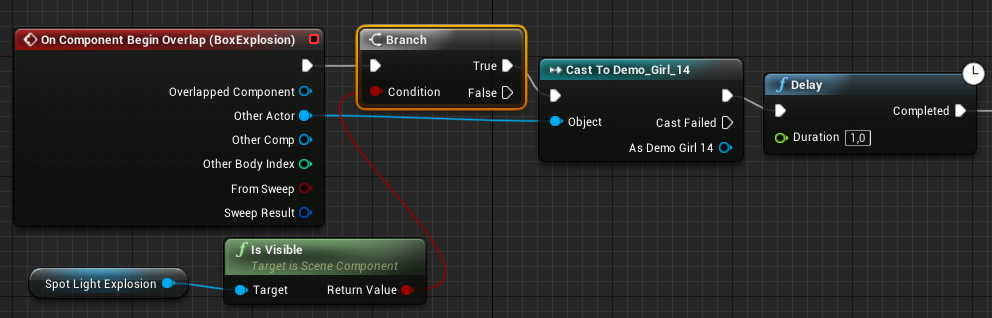 On Component Begin Overlap (BoxExplosion)
Overlapped Component
Other Actor
Other Comp
Other Body Index
From Sweep
Sweep Result
Branch
True
Condition
False
Cast To Demo_Girl_14
Object
Cast Failed
As Demo Girl 14
f Delay
Completed
Duration 1,0
Spot Light Explosion
f Is Visible
Target is Scene Component
Target
Return Value